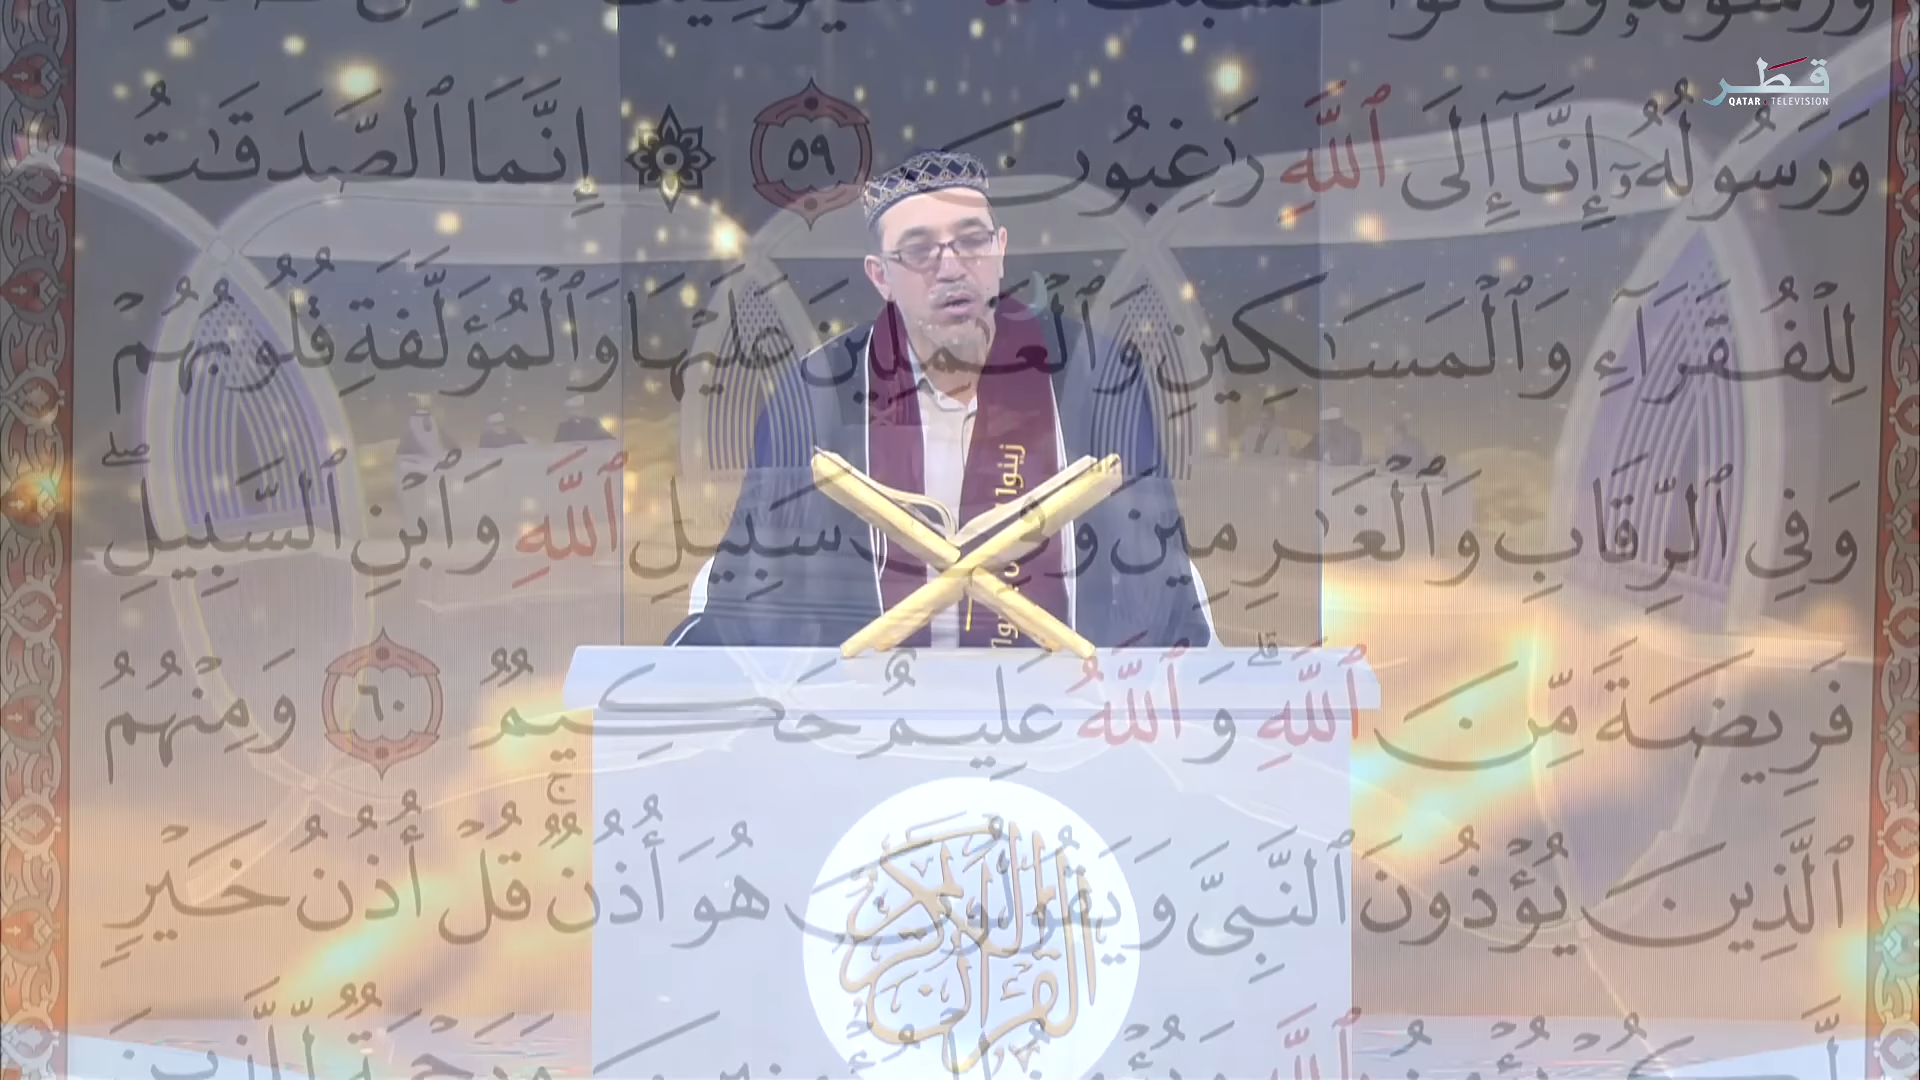 قطر
QATAR TELEVISION
وَرَسُولُهُۥٓ إِنَّآ إِلَى ٱللَّهِ رَٰغِبُونَ ٥٩ ۞ إِنَّمَا ٱلصَّدَقَٰتُ
لِلْفُقَرَآءِ وَٱلْمَسَٰكِينِ وَٱلْعَٰمِلِينَ عَلَيْهَا وَٱلْمُؤَلَّفَةِ قُلُوبُهُمْ
وَفِى ٱلرِّقَابِ وَٱلْغَٰرِمِينَ وَفِى سَبِيلِ ٱللَّهِ وَٱبْنِ ٱلسَّبِيلِ ۖ
فَرِيضَةً مِّنَ ٱللَّهِ ۗ وَٱللَّهُ عَلِيمٌ حَكِيمٌ ٦٠ وَمِنْهُمُ
ٱلَّذِينَ يُؤْذُونَ ٱلنَّبِىَّ وَيَقُولُونَ هُوَ أُذُنٌ ۚ قُلْ أُذُنُ خَيْرٍ
زينوا
القرآن الكريم